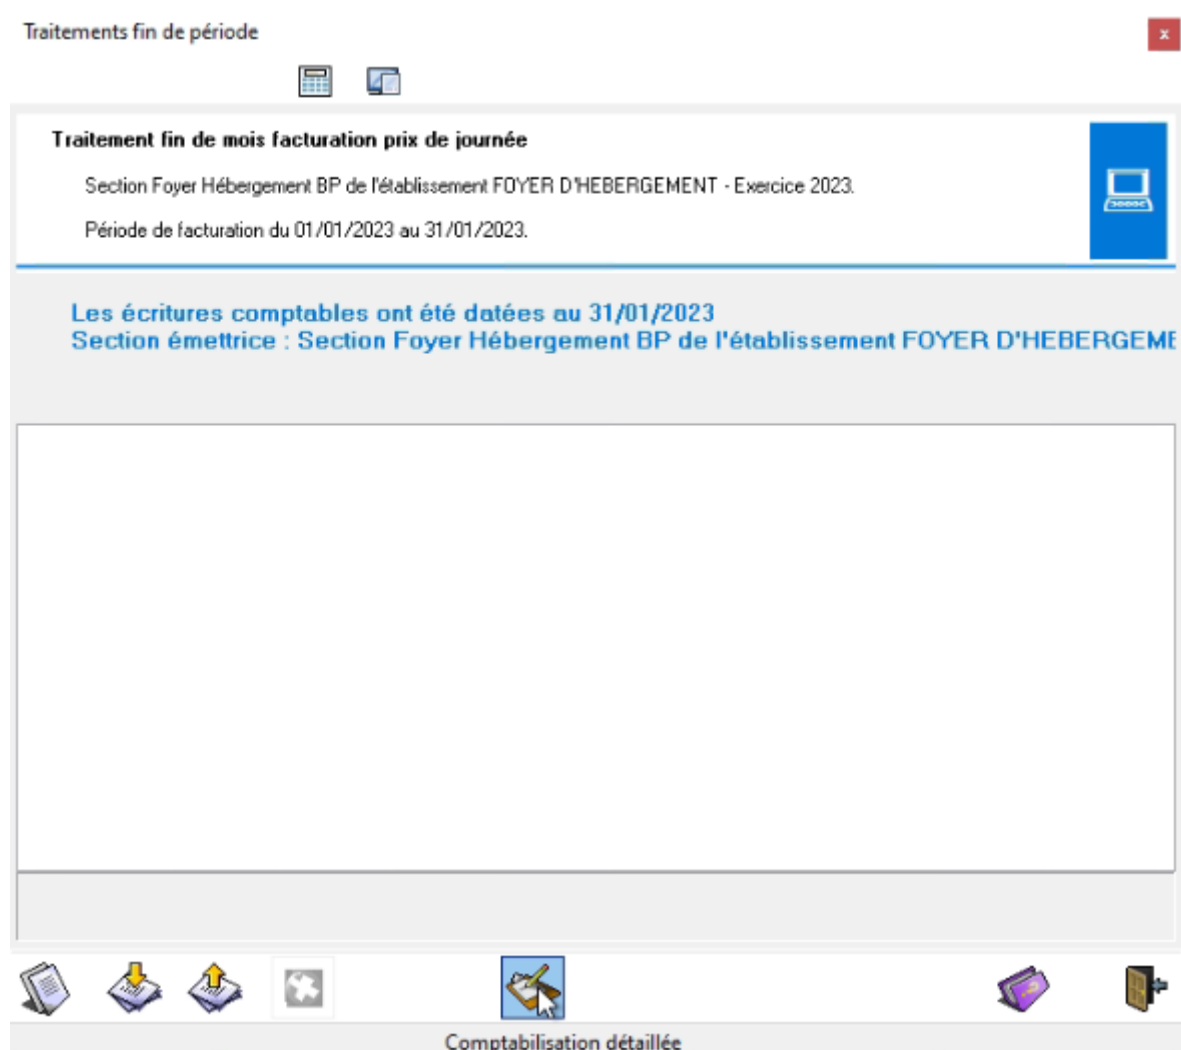 Traitements fin de période
x
Traitement fin de mois facturation prix de journée
Section Foyer Hébergement BP de l'établissement FOYER D'HEBERGEMENT - Exercice 2023.
Période de facturation du 01/01/2023 au 31/01/2023.
Les écritures comptables ont été datées au 31/01/2023
Section émettrice : Section Foyer Hébergement BP de l'établissement FOYER D'HEBERGEME
Comptabilisation détaillée